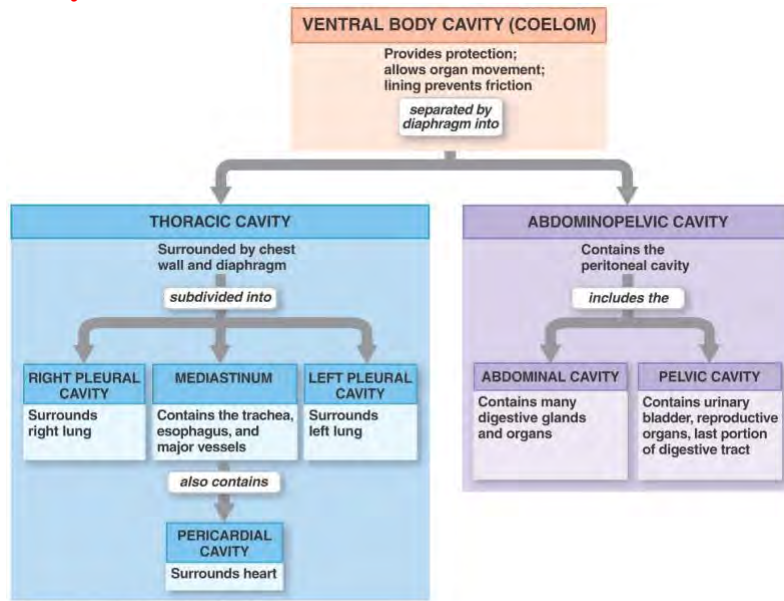 VENTRAL BODY CAVITY (COELOM)
Provides protection;
allows organ movement;
lining prevents friction
separated by
diaphragm into
THORACIC CAVITY
Surrounded by chest
wall and diaphragm
subdivided into
RIGHT PLEURAL
CAVITY
Surrounds
right lung
MEDIASTINUM
Contains the trachea,
esophagus, and
major vessels
LEFT PLEURAL
CAVITY
Surrounds
left lung
also contains
PERICARDIAL
CAVITY
Surrounds heart
ABDOMINOPELVIC CAVITY
Contains the
peritoneal cavity
includes the
ABDOMINAL CAVITY
Contains many
digestive glands
and organs
PELVIC CAVITY
Contains urinary
bladder, reproductive
organs, last portion
of digestive tract